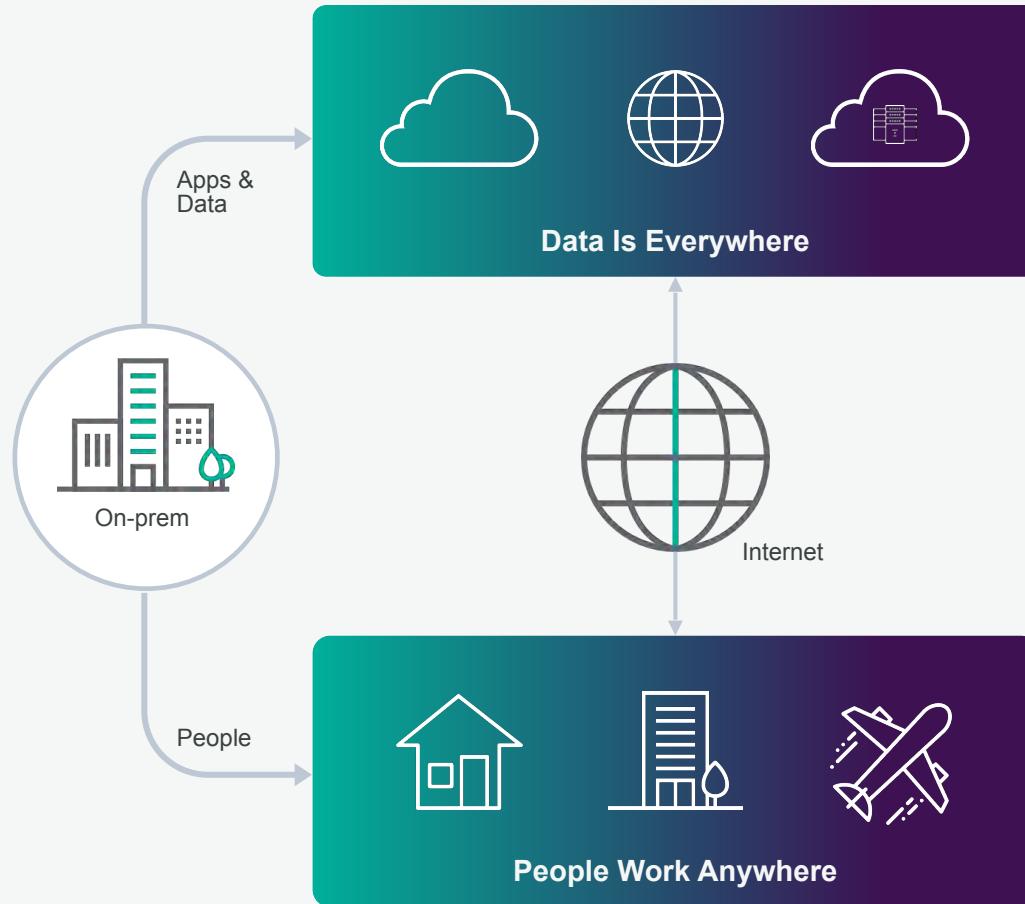 Apps &
Data
Data Is Everywhere
On-prem
Internet
People
People Work Anywhere